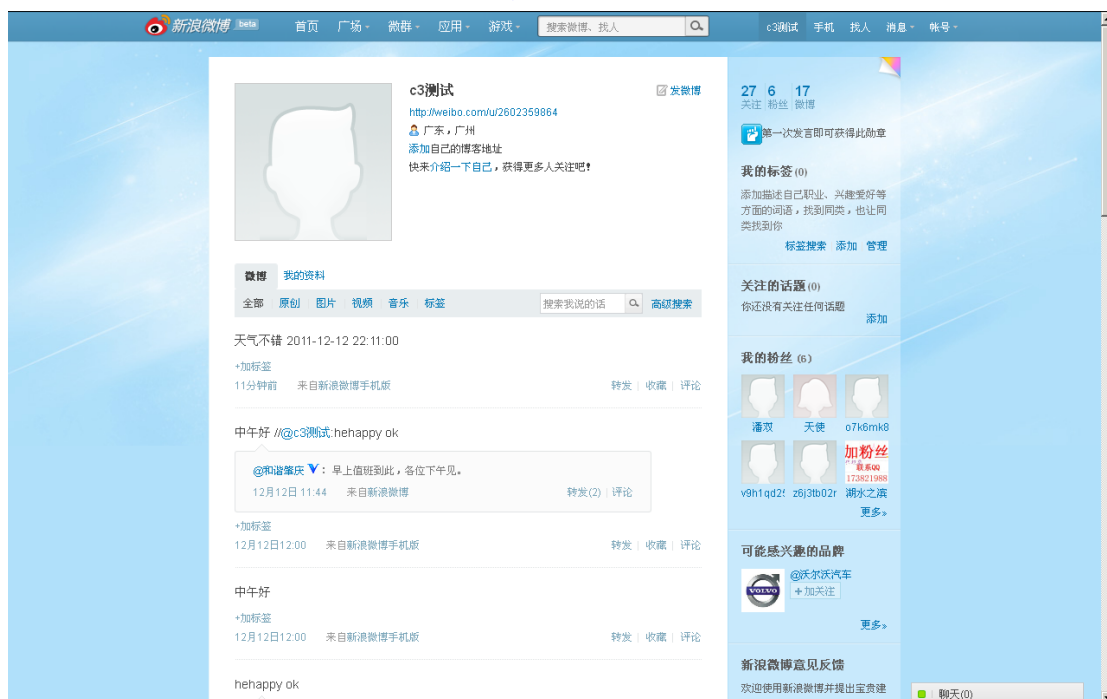 新浪微博 beta 首页 广场 微群 应用 游戏 搜索微博、找人 c3测试 手机 找人 消息 帐号
c3测试 发微博
http://weibo.com/u/2602359864
广东，广州
添加自己的博客地址
快来介绍一下自己，获得更多人关注吧！
微博 我的资料
全部 原创 图片 视频 音乐 标签 搜索我说的话 高级搜索
天气不错 2011-12-12 22:11:00
+加标签
11分钟前 来自新浪微博手机版 转发 | 收藏 | 评论
中午好 //@c3测试:hehappy ok
@和谐肇庆 V：早上值班到此，各位下午见。
12月12日 11:44 来自新浪微博 转发(2) | 评论
+加标签
12月12日12:00 来自新浪微博手机版 转发 | 收藏 | 评论
中午好
+加标签
12月12日12:00 来自新浪微博手机版 转发 | 收藏 | 评论
hehappy ok
27 6 17
关注 粉丝 微博
第一次发言即可获得此勋章
我的标签(0)
添加描述自己职业、兴趣爱好等
方面的词语，找到同类，也让同
类找到你
标签搜索 添加 管理
关注的话题(0)
你还没有关注任何话题
添加
我的粉丝 (6)
潘双 天使 o7k6mk8
加粉丝
联系QQ
173821988
v9h1qd25 z6j3tb02r 湖水之滨
更多»
可能感兴趣的品牌
VOLVO
@沃尔沃汽车
+加关注
更多»
新浪微博意见反馈
欢迎使用新浪微博并提出宝贵建
聊天(0)